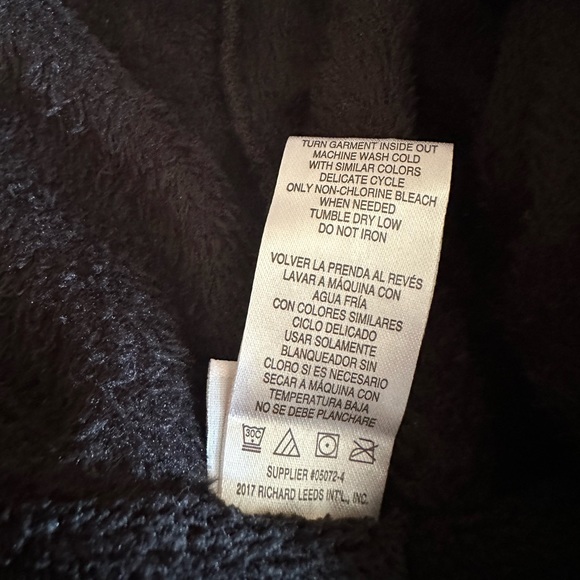 TURN GARMENT INSIDE OUT
MACHINE WASH COLD
WITH SIMILAR COLORS
DELICATE CYCLE
ONLY NON-CHLORINE BLEACH
WHEN NEEDED
TUMBLE DRY LOW
DO NOT IRON
VOLVER LA PRENDA AL REVÉS
LAVAR A MÁQUINA CON
AGUA FRÍA
CON COLORES SIMILARES
CICLO DELICADO
USAR SOLAMENTE
BLANQUEADOR SIN
CLORO SI ES NECESARIO
SECAR A MÁQUINA CON
TEMPERATURA BAJA
NO SE DEBE PLANCHARE
30C
SUPPLIER #05072-4
2017 RICHARD LEEDS INT'L., INC.